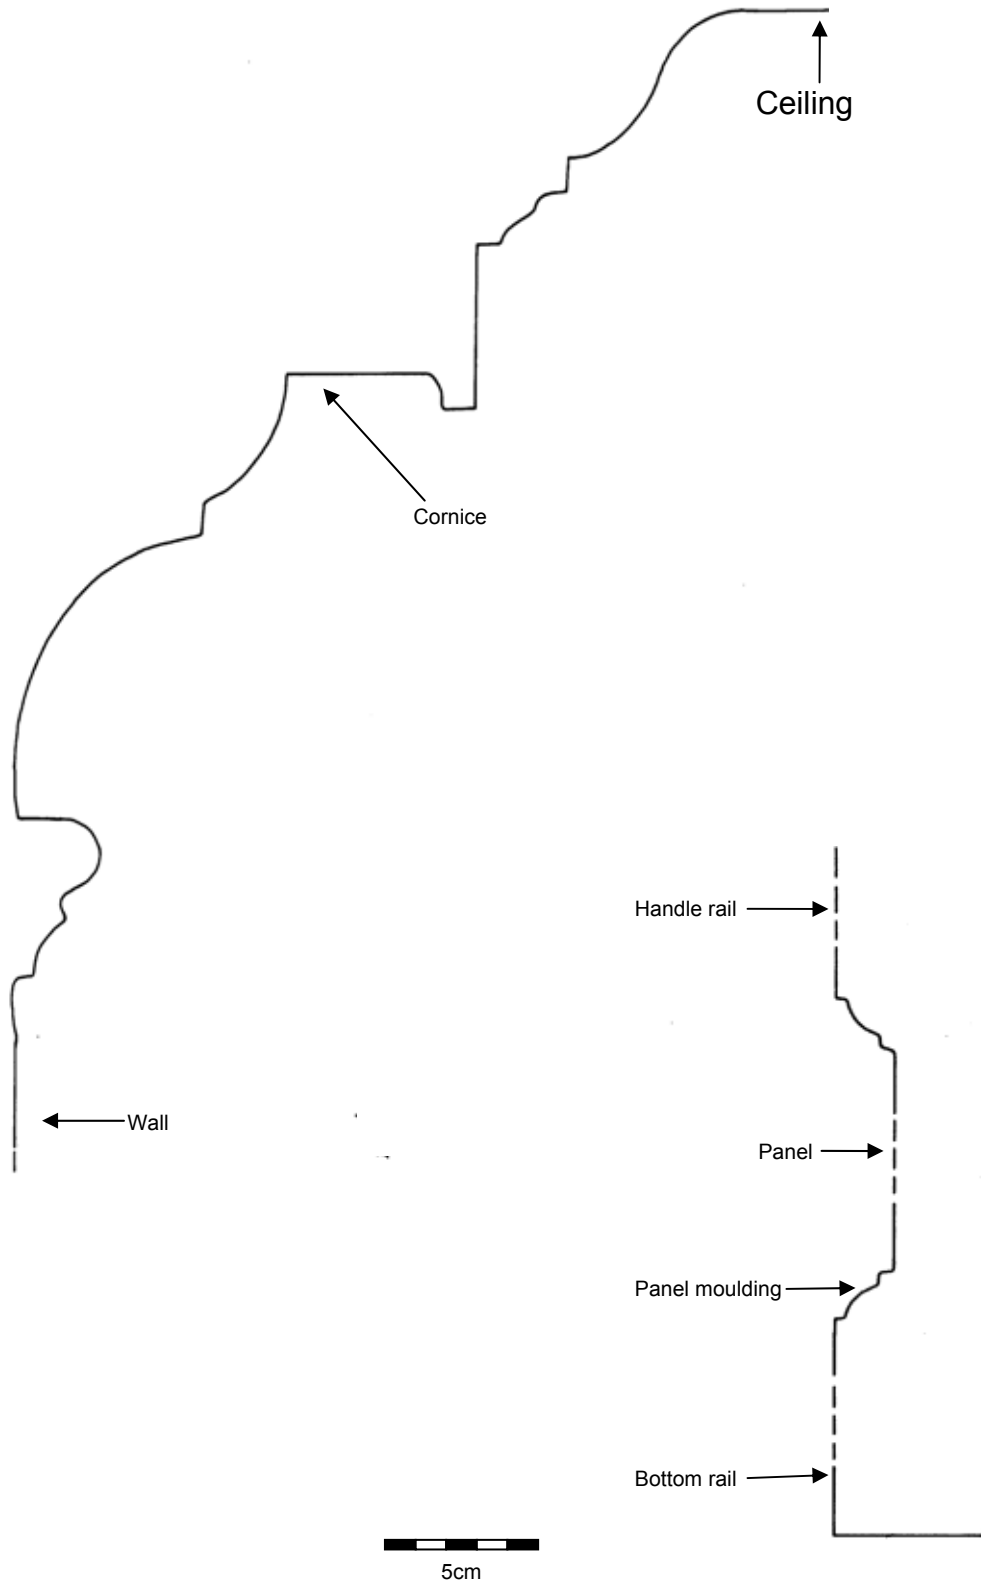 Ceiling
Cornice
Handle rail
Wall
Panel
Panel moulding
Bottom rail
5cm